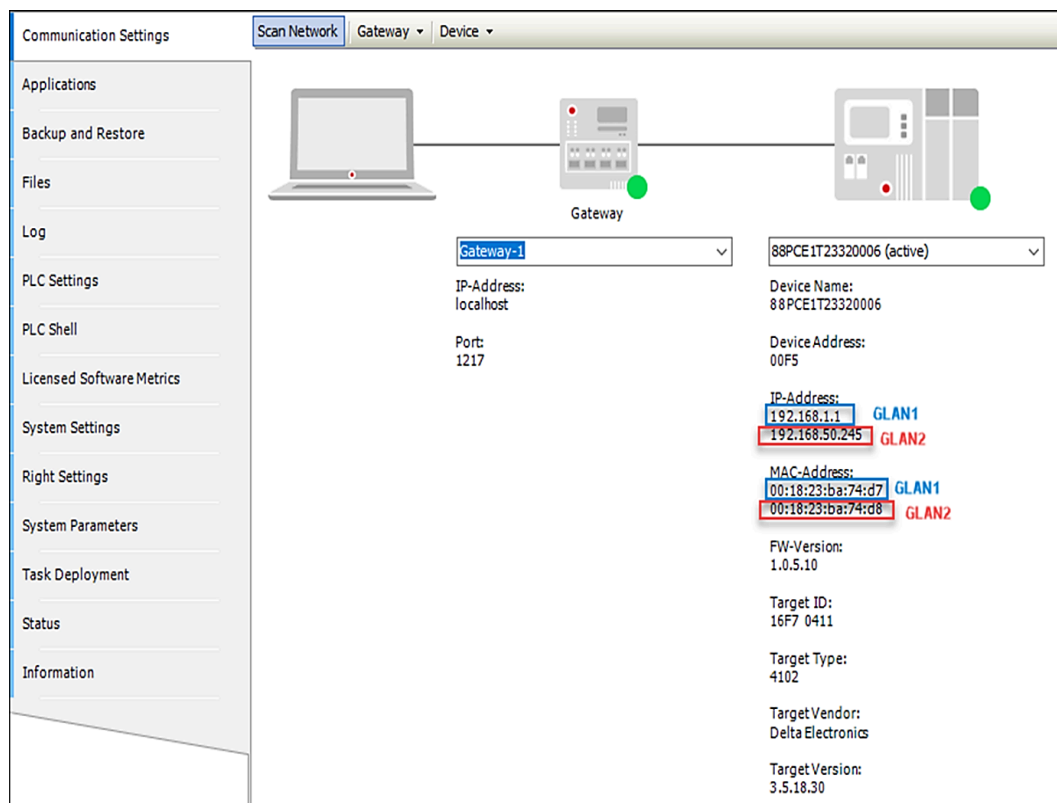 Communication Settings
Applications
Backup and Restore
Files
Log
PLC Settings
PLC Shell
Licensed Software Metrics
System Settings
Right Settings
System Parameters
Task Deployment
Status
Information
Scan Network Gateway Device
Gateway
Gateway-1
IP-Address:
localhost
Port:
1217
88PCE1T23320006 (active)
Device Name:
88PCE1T23320006
Device Address:
00F5
IP-Address:
192.168.1.1 GLAN1
192.168.50.245 GLAN2
MAC-Address:
00:18:23:ba:74:d7 GLAN1
00:18:23:ba:74:d8 GLAN2
FW-Version:
1.0.5.10
Target ID:
16F7 0411
Target Type:
4102
Target Vendor:
Delta Electronics
Target Version:
3.5.18.30